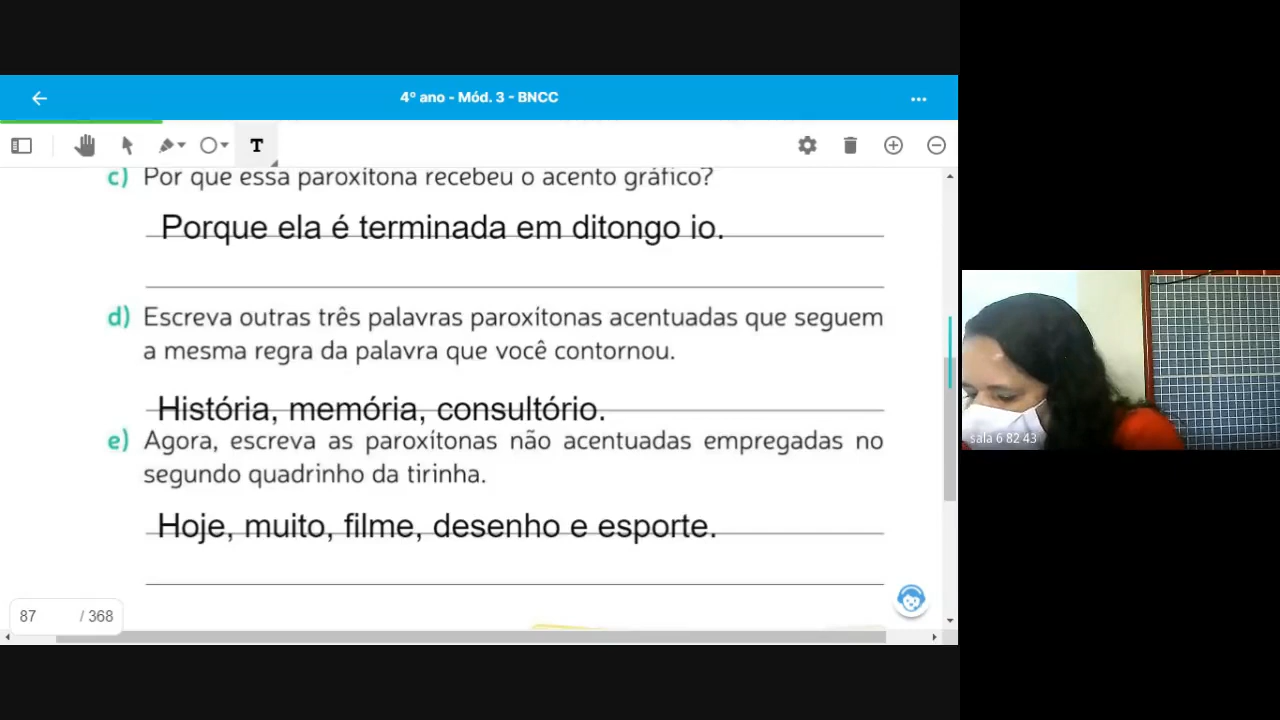 4º ano - Mód. 3 - BNCC
T
c) Por que essa paroxítona recebeu o acento gráfico?
Porque ela é terminada em ditongo io.
d) Escreva outras três palavras paroxítonas acentuadas que seguem
a mesma regra da palavra que você contornou.
História, memória, consultório.
e) Agora, escreva as paroxítonas não acentuadas empregadas no
segundo quadrinho da tirinha.
Hoje, muito, filme, desenho e esporte.
87 / 368
sala 6 82 43